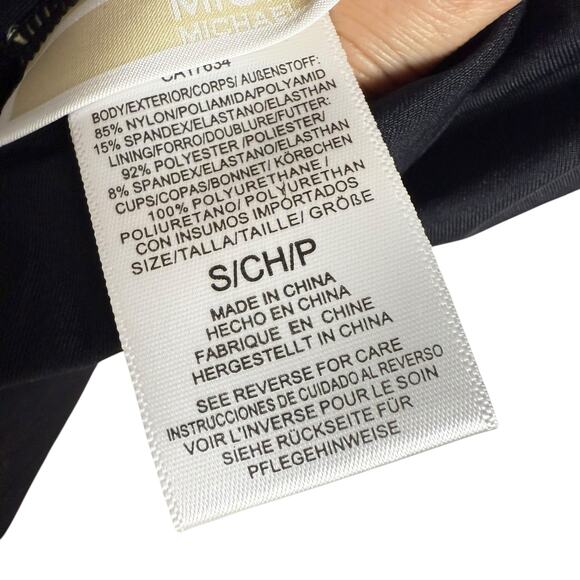 MICHAEL
CA17634
BODY/EXTERIOR/CORPS/ AUßENSTOFF:
85% NYLON/POLIAMIDA/POLYAMID
15% SPANDEX/ELASTANO/ELASTHAN
LINING/FORRO/DOUBLURE/FUTTER:
92% POLYESTER /POLIESTER/
8% SPANDEX/ELASTANO/ELASTHAN
CUPS/COPAS/BONNET/ KÖRBCHEN
100% POLYURETHANE /
POLIURETANO/ POLYURETHAN
CON INSUMOS IMPÓRTADOS
SIZE/TALLA/TAILLE/ GRÖßE
S/CH/P
MADE IN CHINA
HECHO EN CHINA
FABRIQUE EN CHINE
HERGESTELLT IN CHINA
SEE REVERSE FOR CARE
INSTRUCCIONES DE CUIDADO AL REVERSO
VOIR L'INVERSE POUR LE SOIN
SIEHE RÜCKSEITE FÜR
PFLEGEHINWEISE